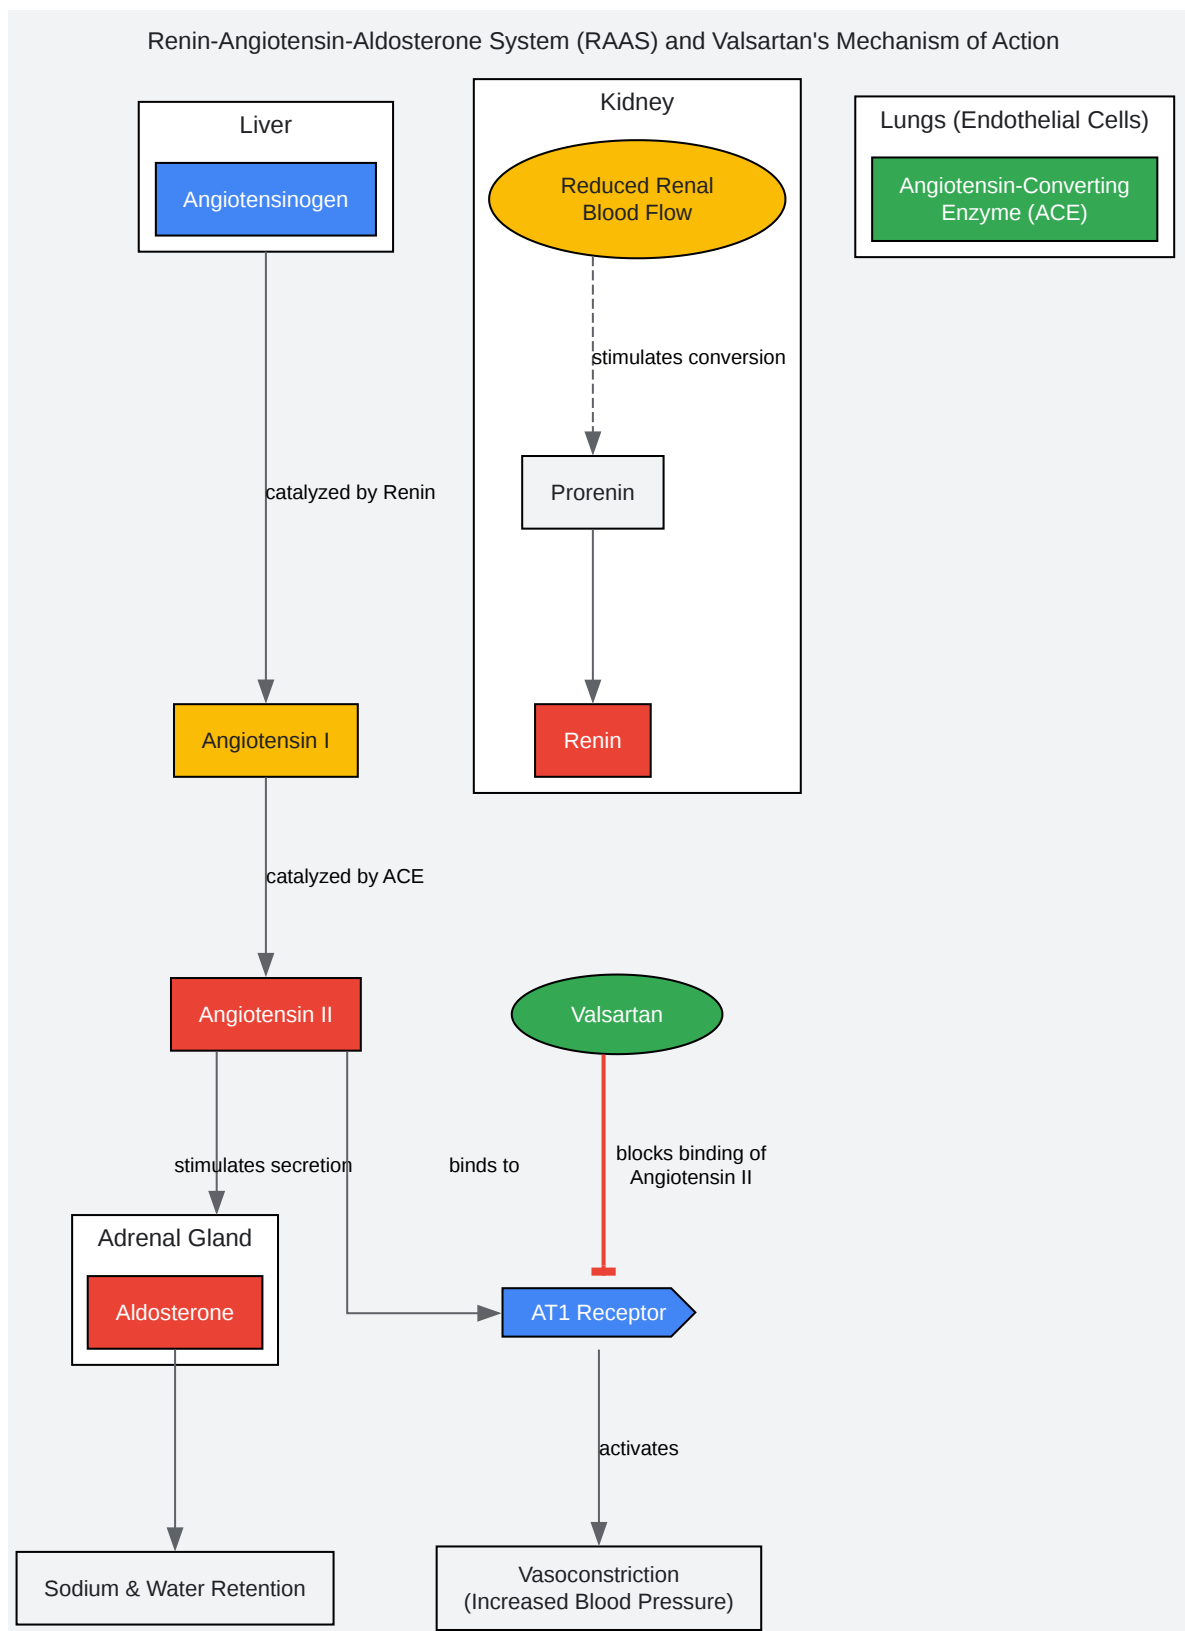 Renin-Angiotensin-Aldosterone System (RAAS) and Valsartan's Mechanism of Action
Liver
Angiotensinogen
Kidney
Reduced Renal
Blood Flow
Lungs (Endothelial Cells)
Angiotensin-Converting
Enzyme (ACE)
stimulates conversion
catalyzed by Renin
Prorenin
Angiotensin I
Renin
catalyzed by ACE
Angiotensin II
Valsartan
stimulates secretion
binds to
blocks binding of
Angiotensin II
Adrenal Gland
Aldosterone
AT1 Receptor
activates
Sodium & Water Retention
Vasoconstriction
(Increased Blood Pressure)